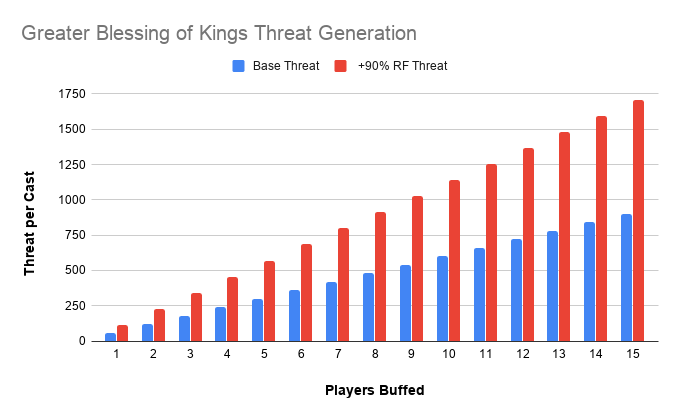 Greater Blessing of Kings Threat Generation
Base Threat +90% RF Threat
Threat per Cast
1750
1500
1250
1000
750
500
250
0
1 2 3 4 5 6 7 8 9 10 11 12 13 14 15
Players Buffed